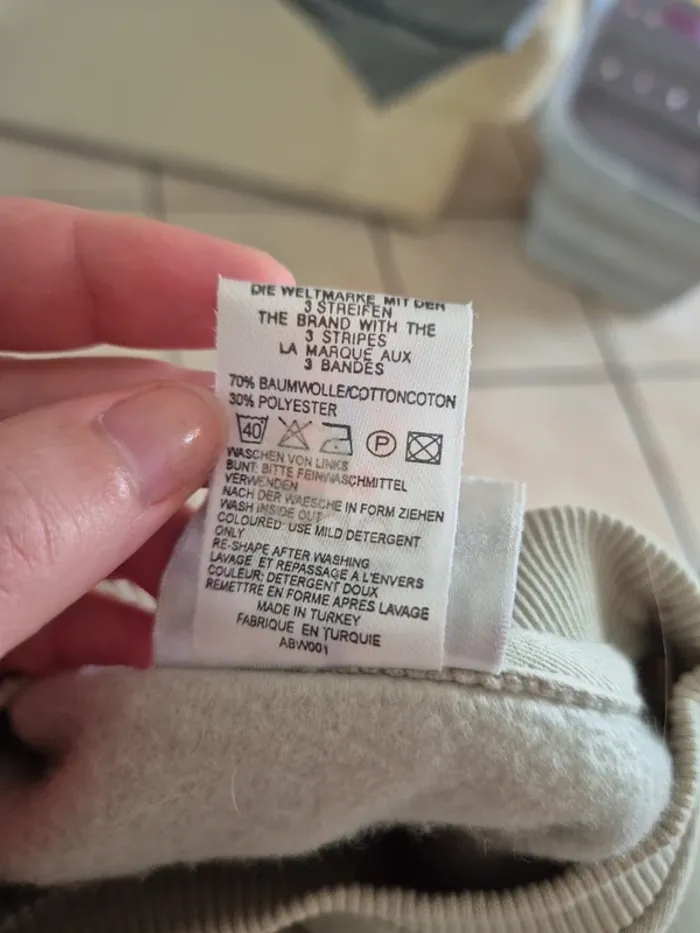 DIE WELTMARKE MIT DEN
3 STREIFEN
THE BRAND WITH THE
3 STRIPES
LA MARQUE AUX
3 BANDES
70% BAUMWOLLE/COTTONCOTON
30% POLYESTER
40 P
WASCHEN VON LINKS
BUNT: BITTE FEINWASCHMITTEL
VERWENDEN
NACH DER WAESCHE IN FORM ZIEHEN
WASH INSIDE OUT
COLOURED: USE MILD DETERGENT
ONLY
RE-SHAPE AFTER WASHING
LAVAGE ET REPASSAGE A L'ENVERS
COULEUR: DETERGENT DOUX
REMETTRE EN FORME APRES LAVAGE
MADE IN TURKEY
FABRIQUE EN TURQUIE
ABW001